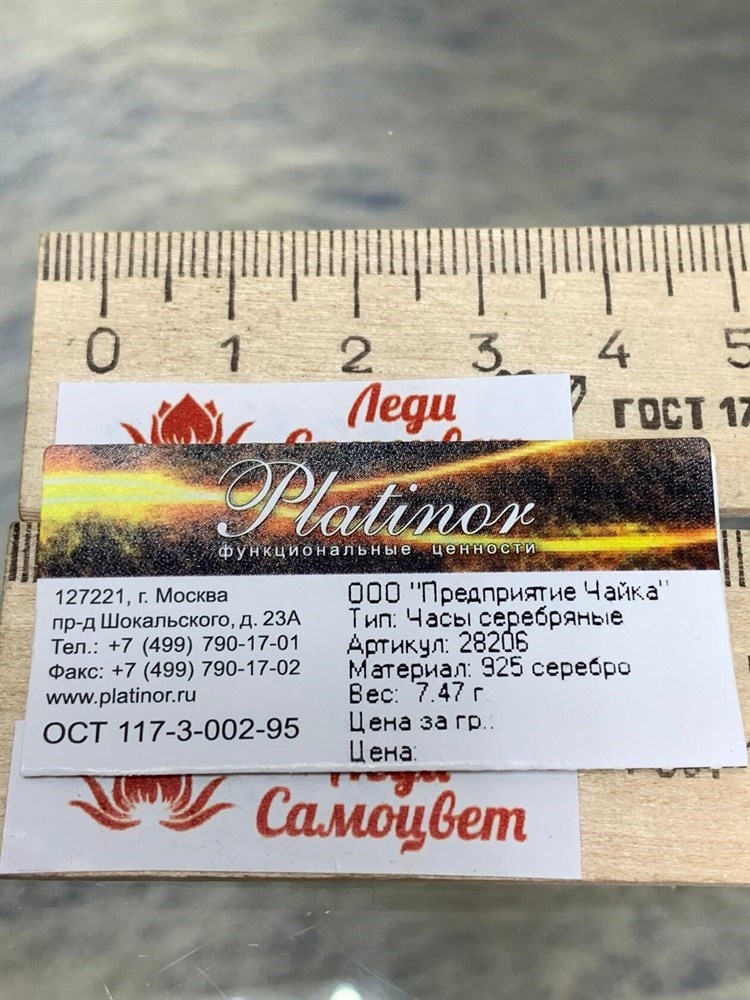 0 1 2 3 4 5
ГОСТ 17
Леди
Platinor
функциональные ценности
127221, г. Москва
пр-д Шокальского, д. 23А
Тел.: +7 (499) 790-17-01
Факс: +7 (499) 790-17-02
www.platinor.ru
ОСТ 117-3-002-95
ООО "Предприятие Чайка"
Тип: Часы серебряные
Артикул: 28206
Материал: 925 серебро
Вес: 7.47 г
Цена за гр.:
Цена:
Леди
Самоцвет